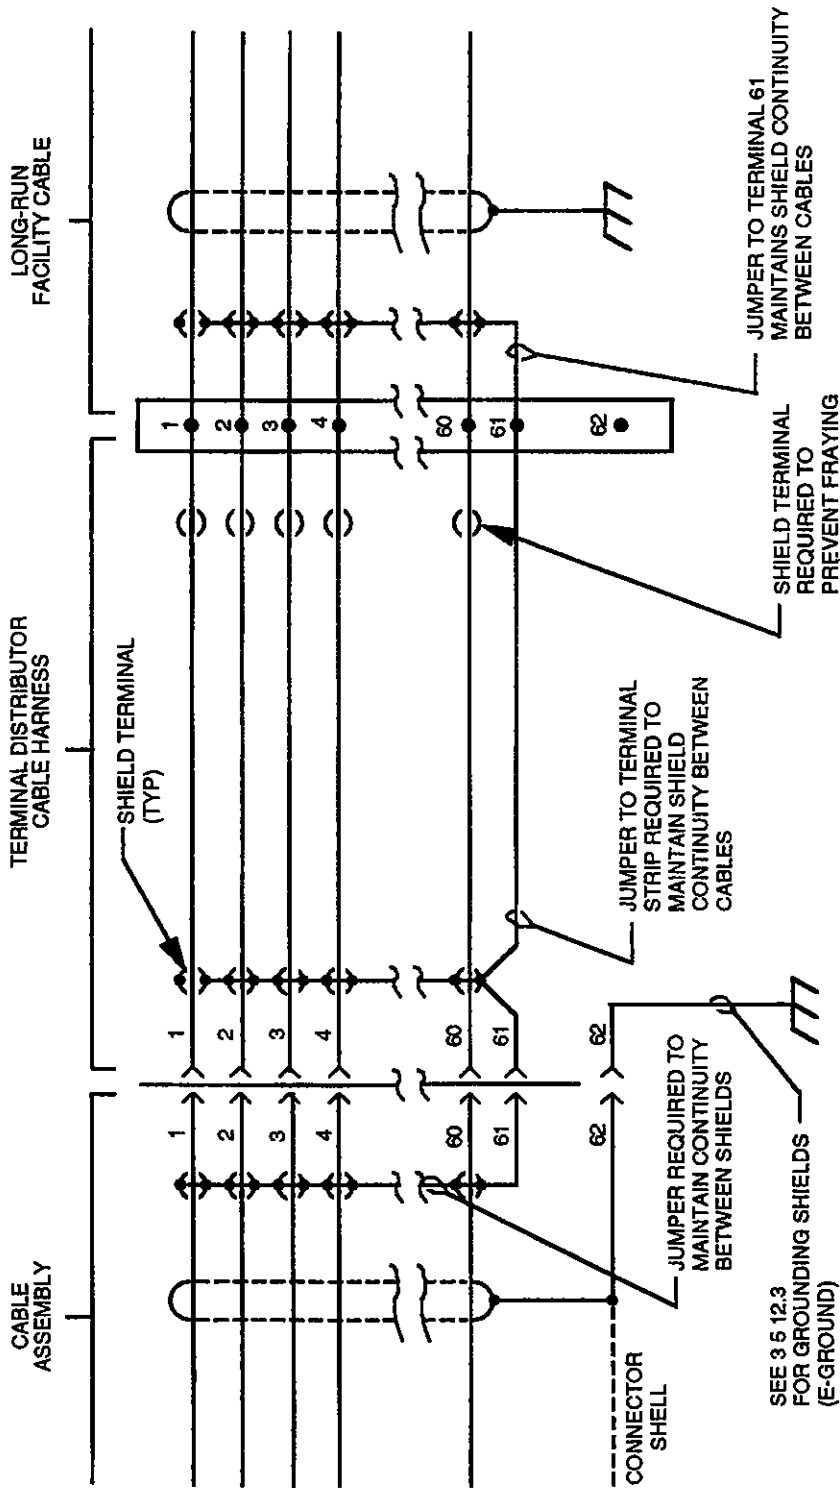 CABLE
ASSEMBLY
TERMINAL DISTRIBUTOR
CABLE HARNESS
LONG-RUN
FACILITY CABLE
SHIELD TERMINAL
(TYP)
1
1
1
2
2
2
3
3
3
4
4
4
60
60
60
61
61
61
62
62
62
CONNECTOR
SHELL
JUMPER REQUIRED TO
MAINTAIN CONTINUITY
BETWEEN SHIELDS
JUMPER TO TERMINAL
STRIP REQUIRED TO
MAINTAIN SHIELD
CONTINUITY BETWEEN
CABLES
SHIELD TERMINAL
REQUIRED TO
PREVENT FRAYING
JUMPER TO TERMINAL 61
MAINTAINS SHIELD CONTINUITY
BETWEEN CABLES
SEE 3 5 12.3
FOR GROUNDING SHIELDS
(E-GROUND)